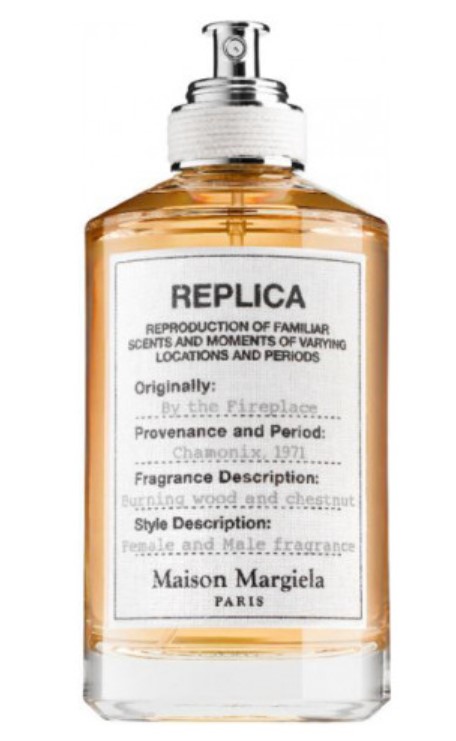 REPLICA
REPRODUCTION OF FAMILIAR
SCENTS AND MOMENTS OF VARYING
LOCATIONS AND PERIODS
Originally:
By the Fireplace
Provenance and Period:
Chamonix, 1971
Fragrance Description:
Burning wood and chestnut
Style Description:
Female and Male fragrance
Maison Margiela
PARIS